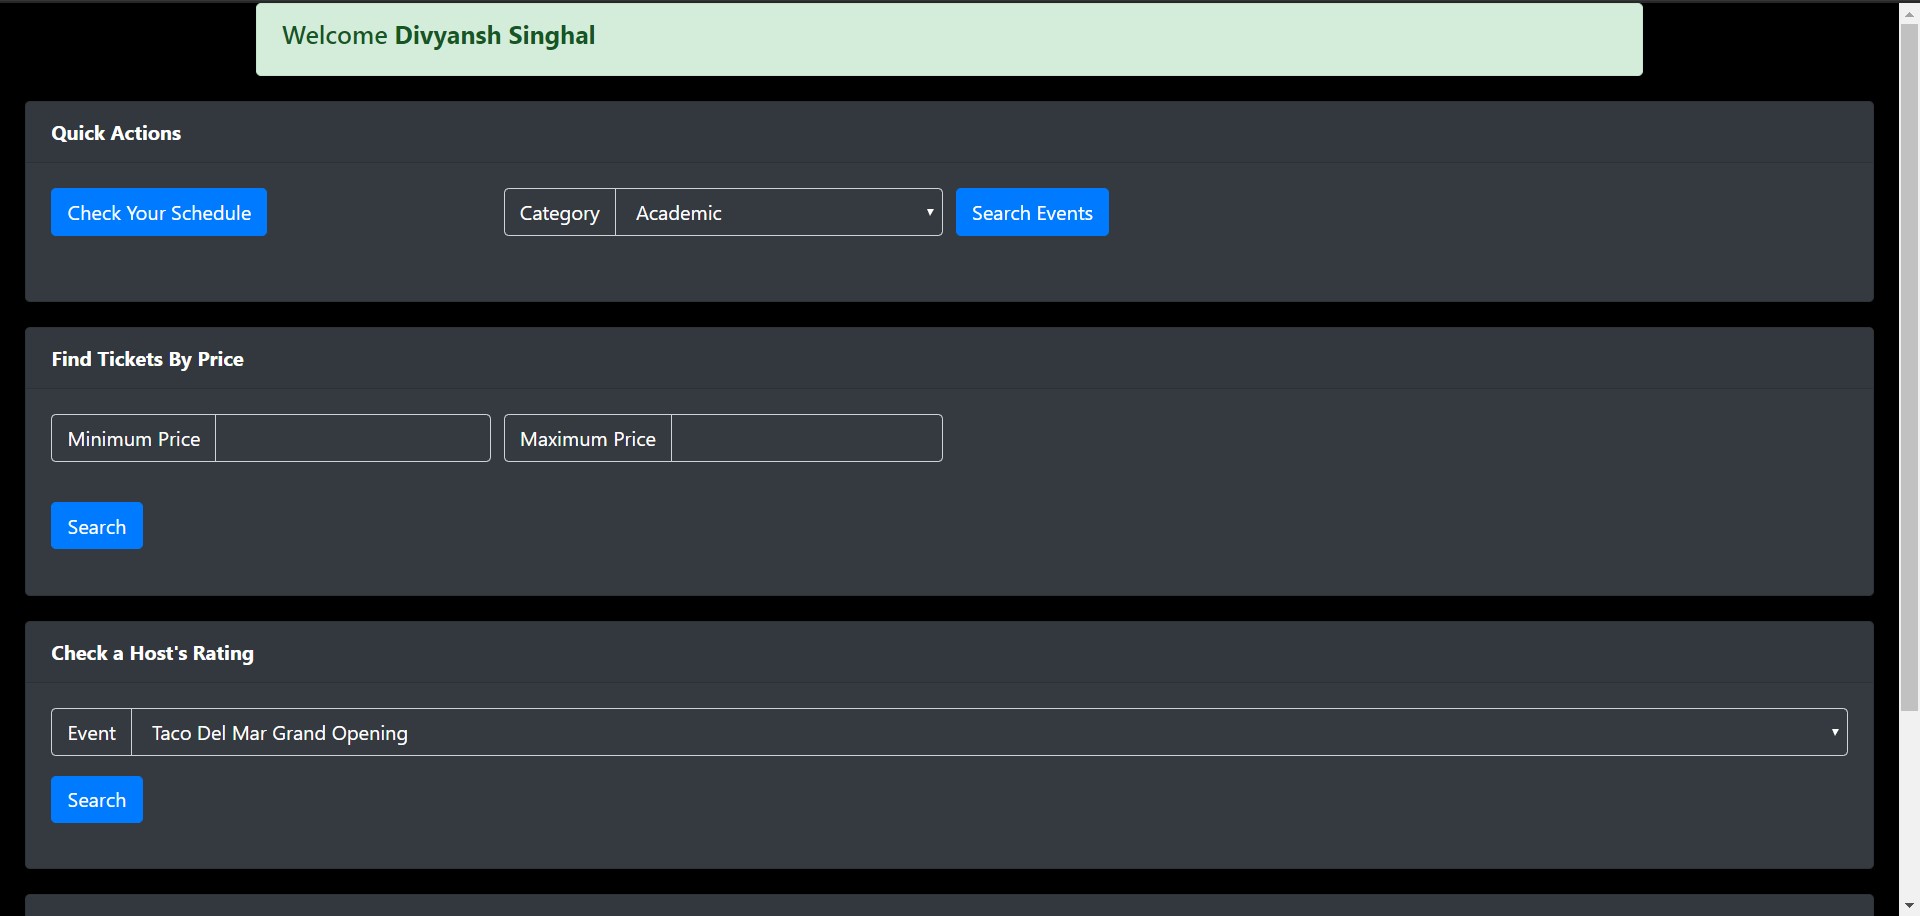 Welcome Divyansh Singhal
Quick Actions
Check Your Schedule
Category Academic
Search Events
Find Tickets By Price
Minimum Price
Maximum Price
Search
Check a Host's Rating
Event Taco Del Mar Grand Opening
Search